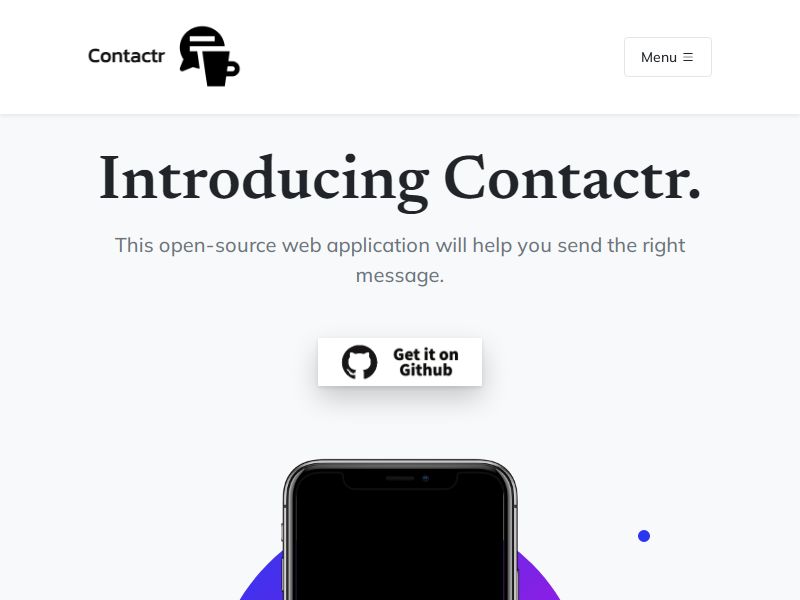 Contactr
Menu
Introducing Contactr.
This open-source web application will help you send the right
message.
Get it on
Github